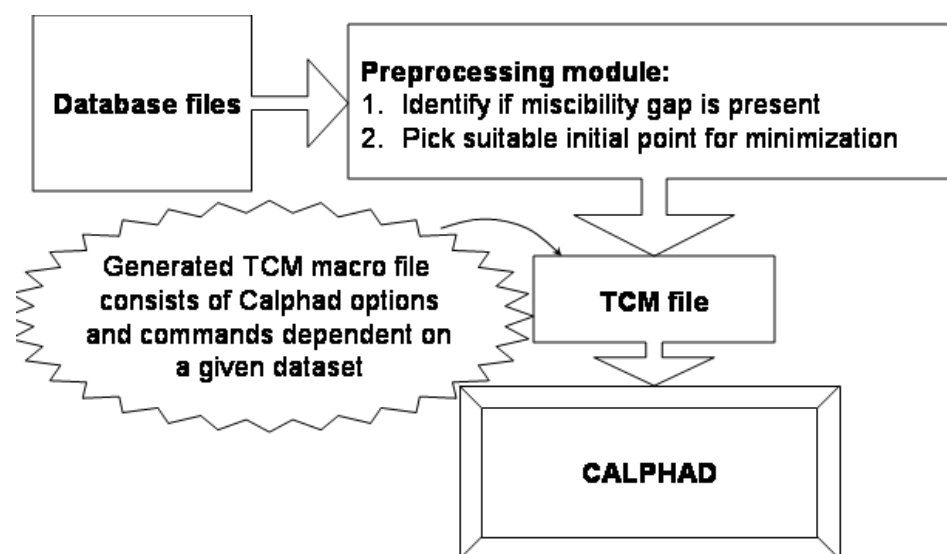 Database files
Preprocessing module:
1. Identify if miscibility gap is present
2. Pick suitable initial point for minimization
Generated TCM macro file
consists of Calphad options
and commands dependent on
a given dataset
TCM file
CALPHAD